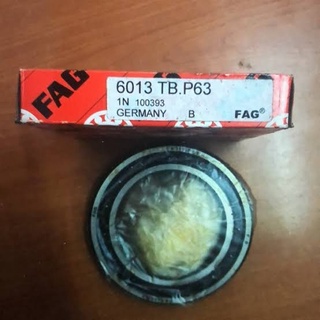 FAG
6013 TB.P63
1N 100393
GERMANY B FAG®